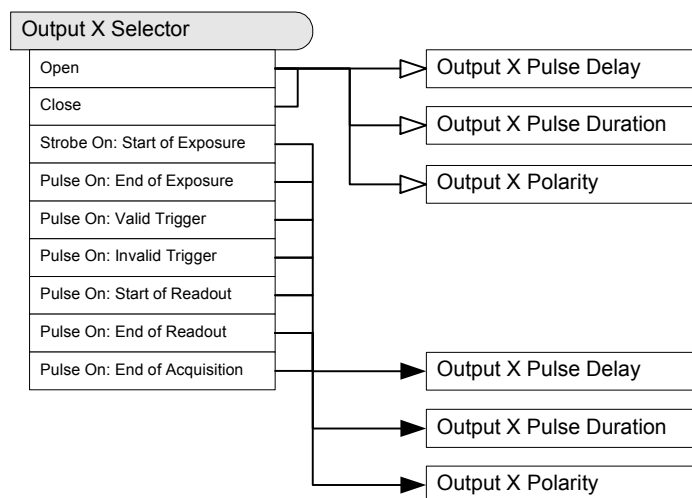 Output X Selector
Open
Close
Strobe On: Start of Exposure
Pulse On: End of Exposure
Pulse On: Valid Trigger
Pulse On: Invalid Trigger
Pulse On: Start of Readout
Pulse On: End of Readout
Pulse On: End of Acquisition
Output X Pulse Delay
Output X Pulse Duration
Output X Polarity
Output X Pulse Delay
Output X Pulse Duration
Output X Polarity